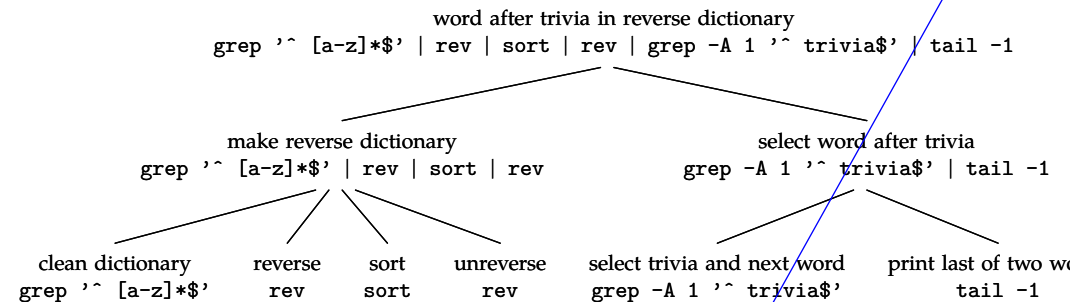 word after trivia in reverse dictionary
grep '^ [a-z]*$' | rev | sort | rev | grep -A 1 '^ trivia$' | tail -1
make reverse dictionary
grep '^ [a-z]*$' | rev | sort | rev
select word after trivia
grep -A 1 '^ trivia$' | tail -1
clean dictionary
grep '^ [a-z]*$'
reverse
rev
sort
sort
unreverse
rev
select trivia and next word
grep -A 1 '^ trivia$'
print last of two
tail -1